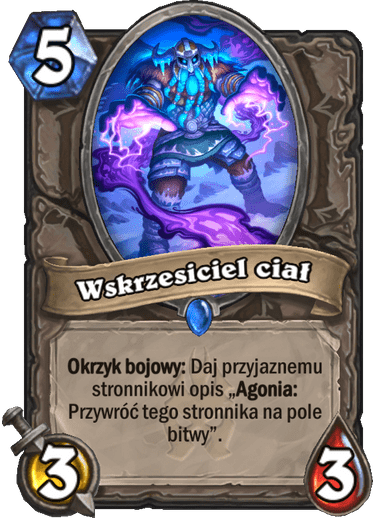 5
Wskrzesiciel ciał
Okrzyk bojowy: Daj przyjaznemu
stronnikowi opis „Agonia:
Przywróć tego stronnika na pole
bitwy”.
3
3